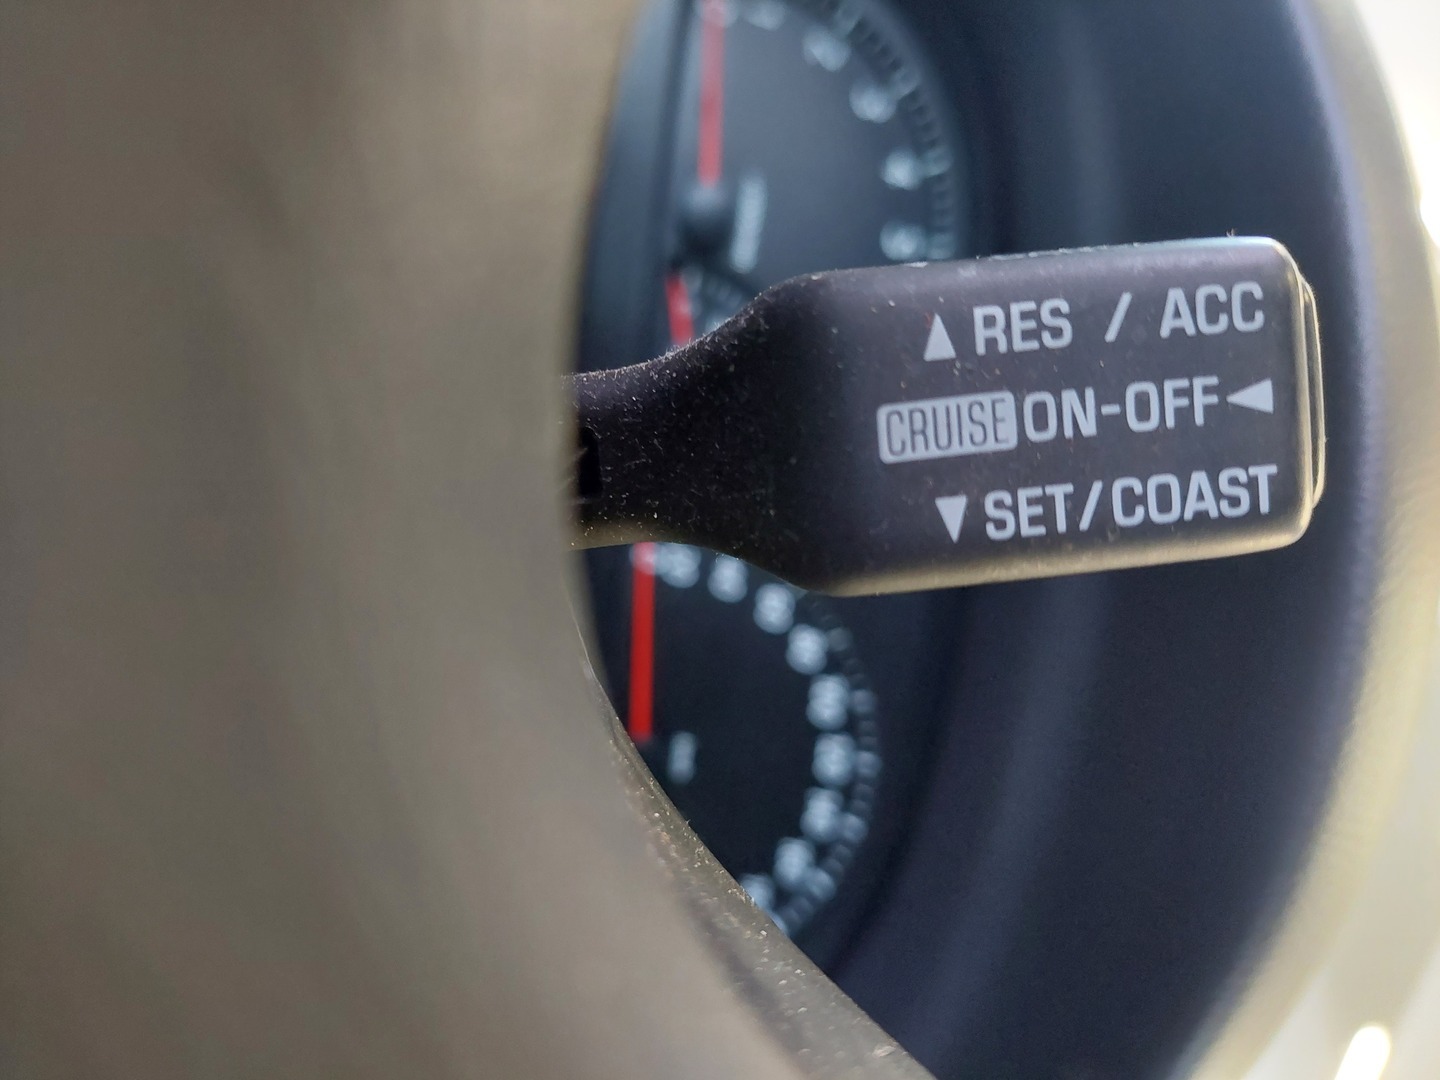 ▲ RES / ACC
CRUISE ON-OFF ◄
▼ SET/COAST